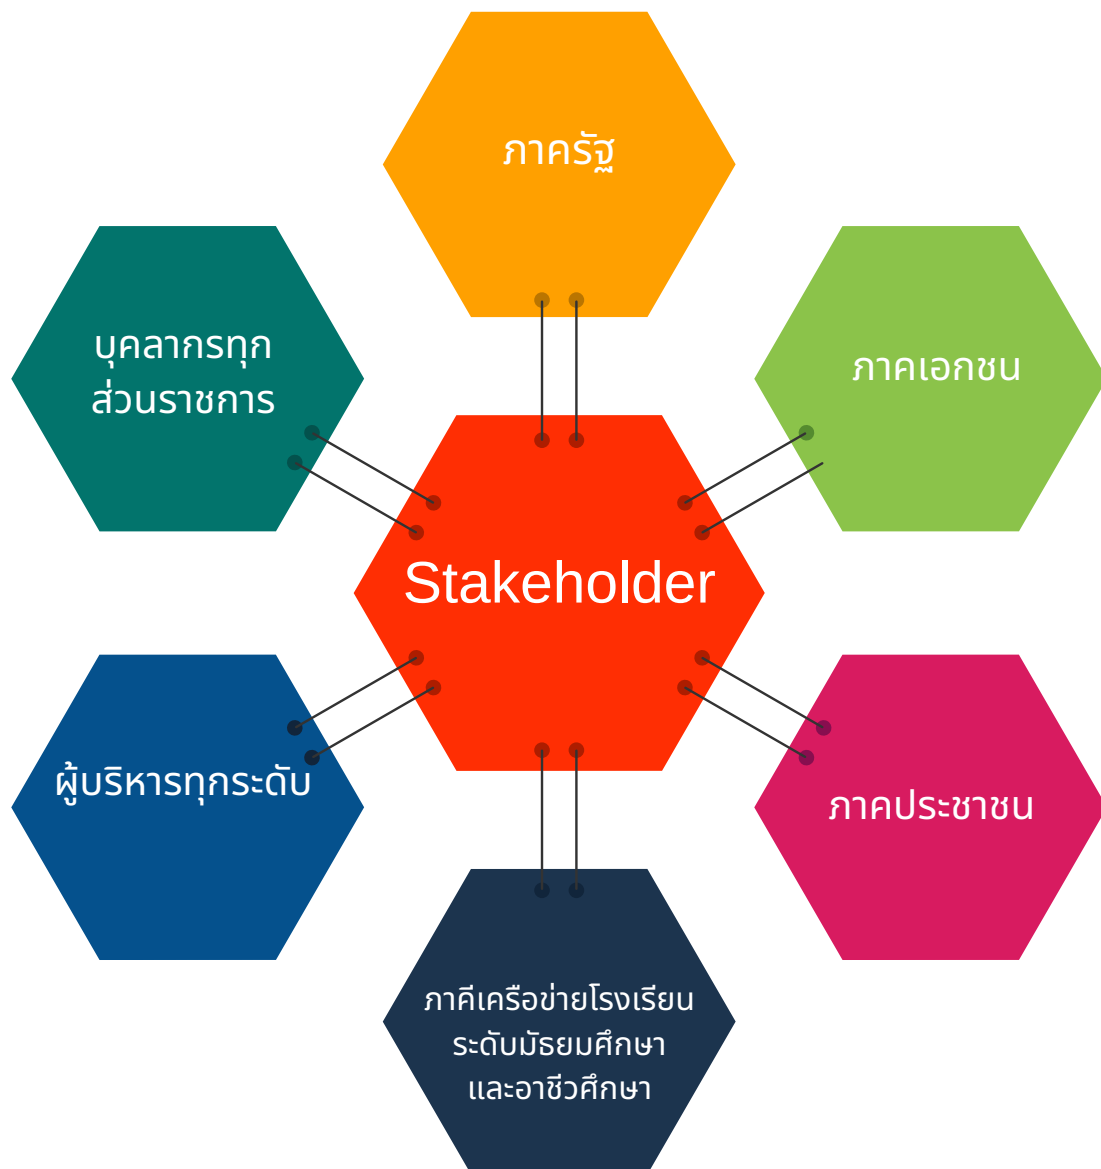 ภาครัฐ
บุคลากรทุก
ส่วนราชการ
ภาคเอกชน
Stakeholder
ผู้บริหารทุกระดับ
ภาคประชาชน
ภาคีเครือข่ายโรงเรียน
ระดับมัธยมศึกษา
และอาชีวศึกษา